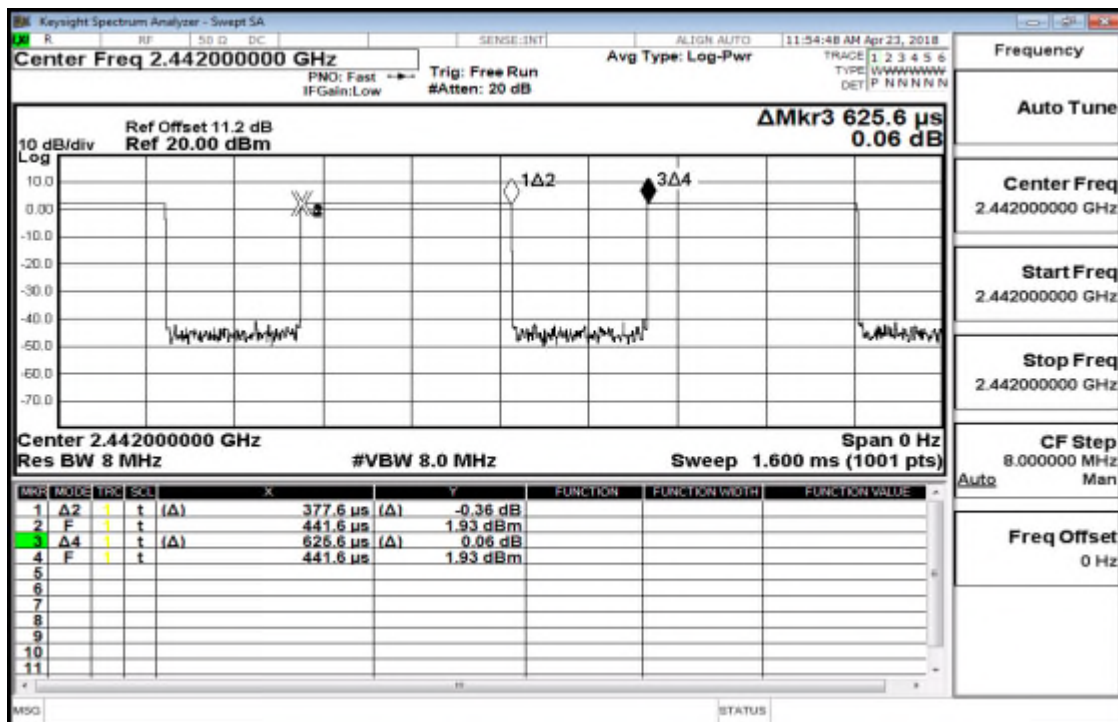 Keysight Spectrum Analyzer - Swept SA
R RF 50 Ω DC SENSE:INT ALIGN AUTO 11:54:48 AM Apr 23, 2018
Center Freq 2.442000000 GHz
PNO: Fast
IFGain:Low
Trig: Free Run
#Atten: 20 dB
Avg Type: Log-Pwr
TRACE 1 2 3 4 5 6
TYPE WWWWWW
DET P N N N N N
Ref Offset 11.2 dB
10 dB/div Ref 20.00 dBm
Log
ΔMkr3 625.6 µs
0.06 dB
1Δ2
3Δ4
10.0
0.00
-10.0
-20.0
-30.0
-40.0
-50.0
-60.0
-70.0
Center 2.442000000 GHz Span 0 Hz
Res BW 8 MHz #VBW 8.0 MHz Sweep 1.600 ms (1001 pts)
MKR MODE TRC SCL X Y FUNCTION FUNCTION WIDTH FUNCTION VALUE
1 Δ2 1 t (Δ) 377.6 µs (Δ) -0.36 dB
2 F 1 t 441.6 µs 1.93 dBm
3 Δ4 1 t (Δ) 625.6 µs (Δ) 0.06 dB
4 F 1 t 441.6 µs 1.93 dBm
5
6
7
8
9
10
11
MSG STATUS
Frequency
Auto Tune
Center Freq
2.442000000 GHz
Start Freq
2.442000000 GHz
Stop Freq
2.442000000 GHz
CF Step
8.000000 MHz
Auto Man
Freq Offset
0 Hz